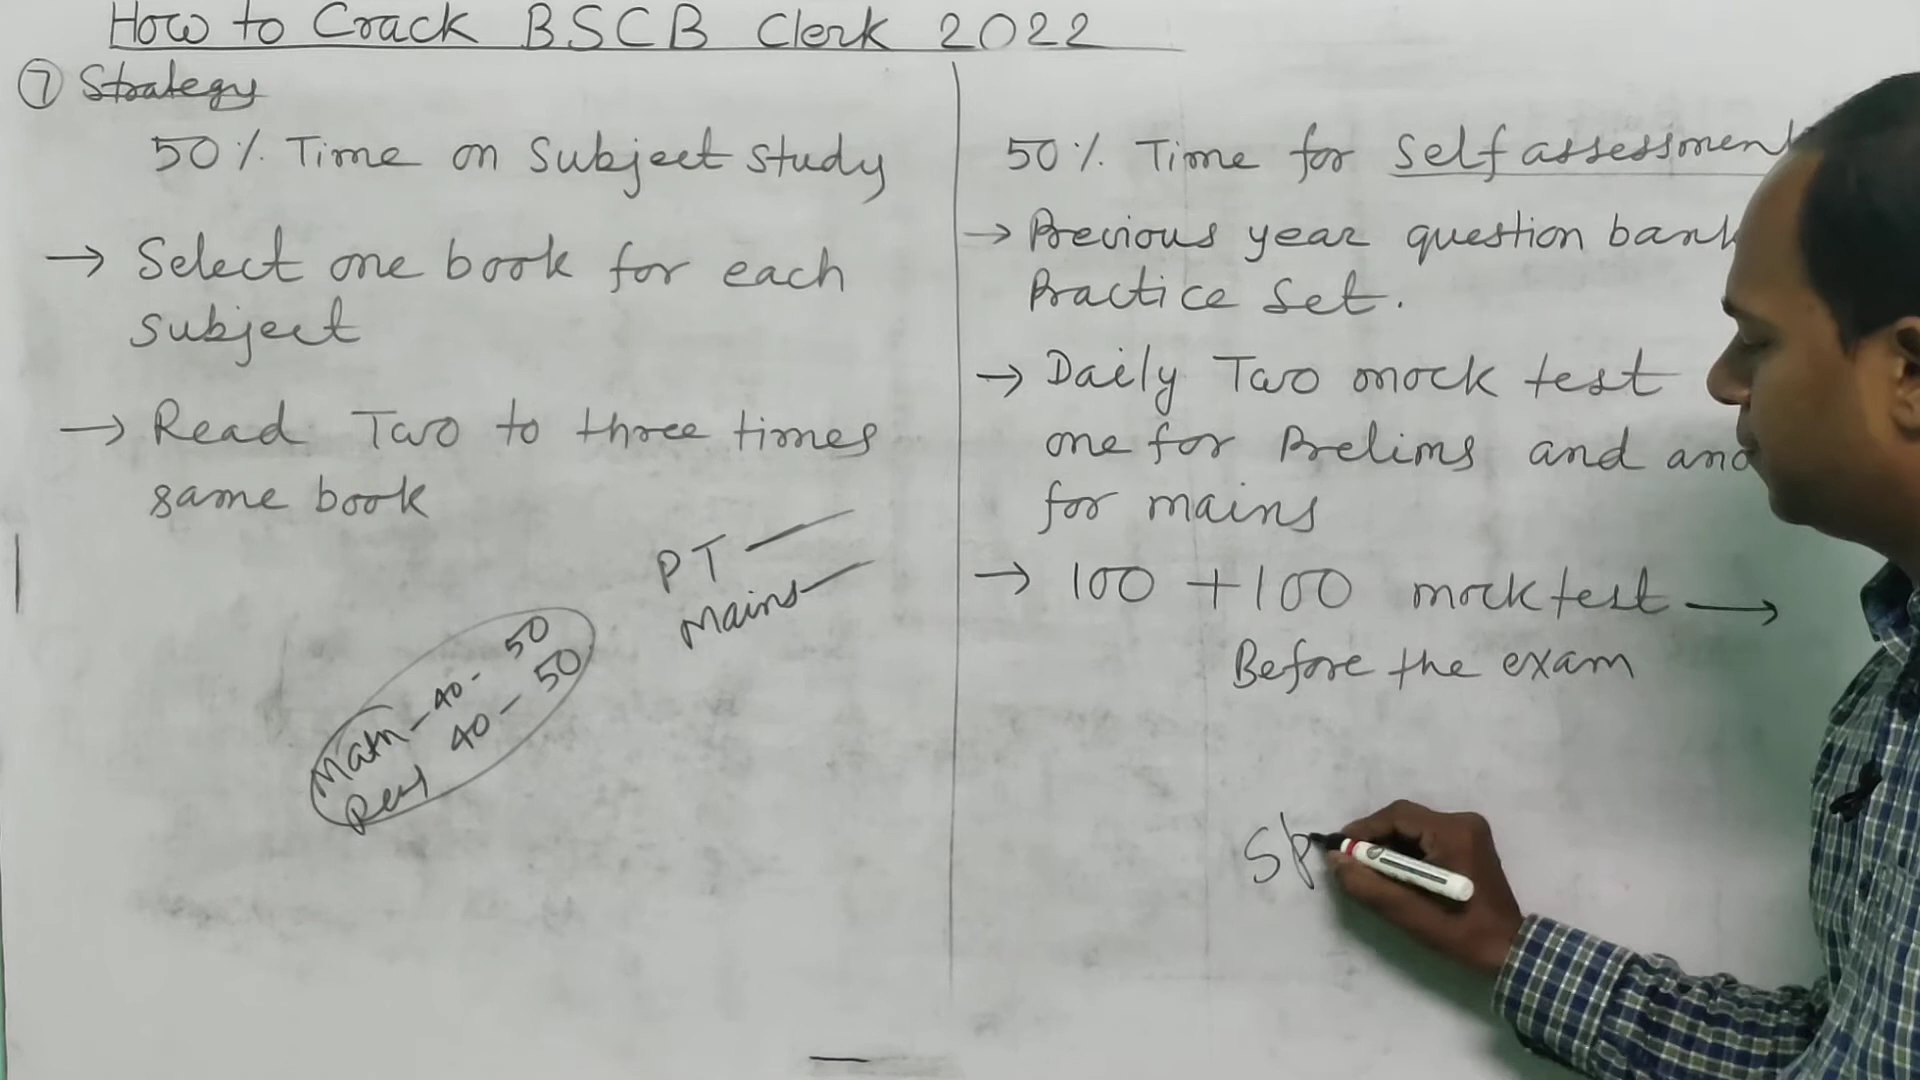 How to Crack BSCB Clerk 2022
⑦ Strategy
50% Time on Subject study
→ Select one book for each
subject
→ Read Two to three times
same book
PT
mains
Math - 40 - 50
40 - 50
50% Time for Self assessment
→ Previous year question bank
Practice Set.
→ Daily Two mock test
one for Prelims and
for mains
→ 100 + 100 mock test →
Before the exam
Sp